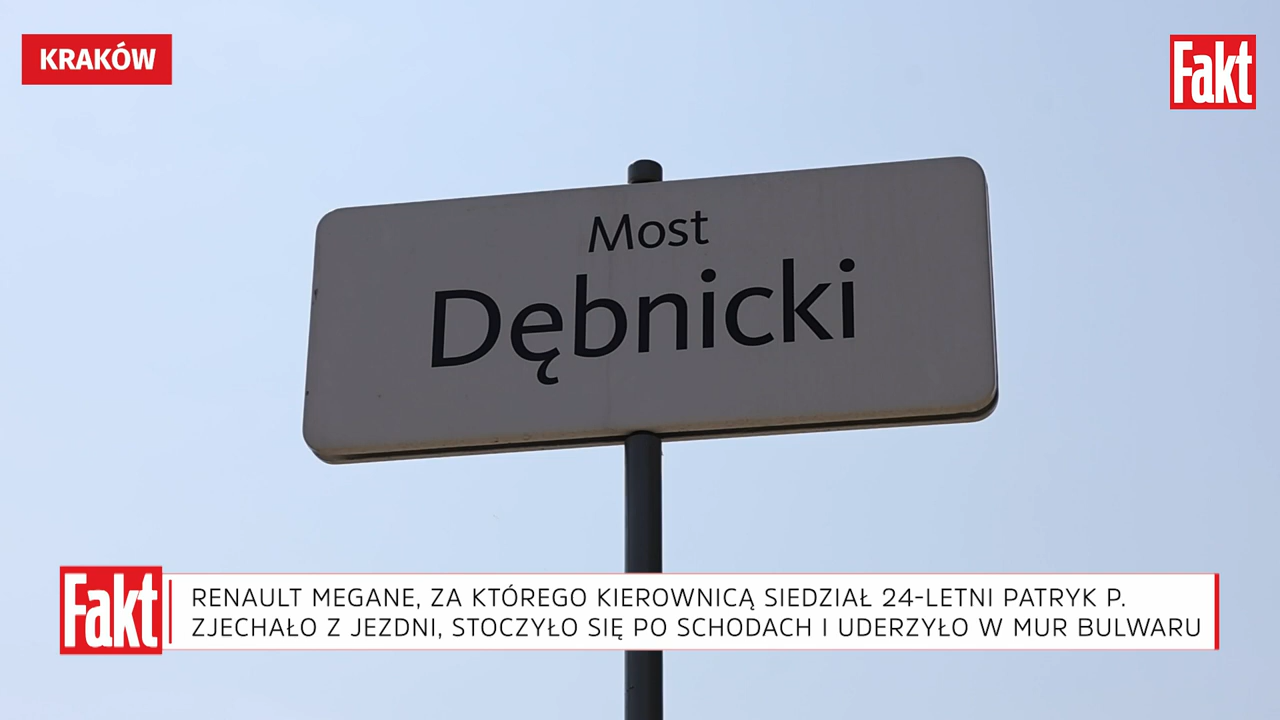 KRAKÓW
Fakt
Most
Dębnicki
Fakt
RENAULT MEGANE, ZA KTÓREGO KIEROWNICĄ SIEDZIAŁ 24-LETNI PATRYK P.
ZJECHAŁO Z JEZDNI, STOCZYŁO SIĘ PO SCHODACH I UDERZYŁO W MUR BULWARU